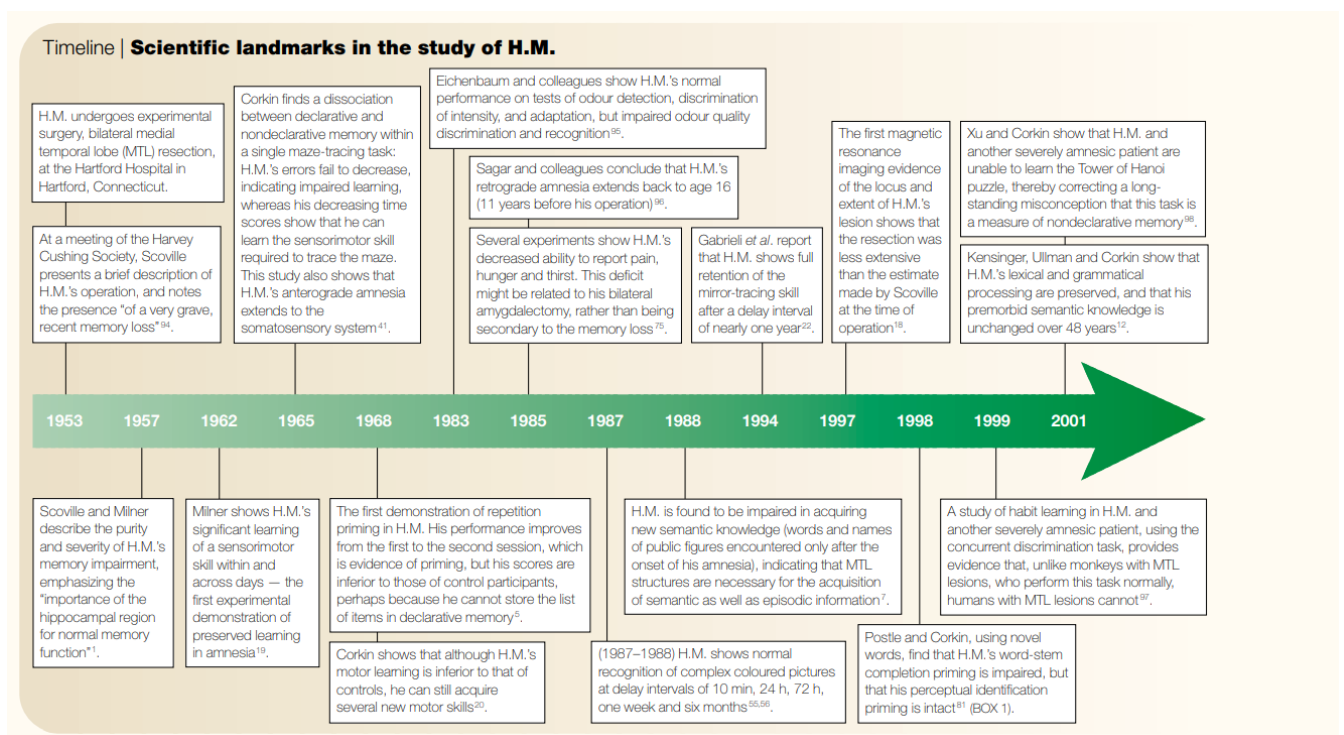 Timeline | Scientific landmarks in the study of H.M.
H.M. undergoes experimental
surgery, bilateral medial
temporal lobe (MTL) resection,
at the Hartford Hospital in
Hartford, Connecticut.
At a meeting of the Harvey
Cushing Society, Scoville
presents a brief description of
H.M.'s operation, and notes
the presence “of a very grave,
recent memory loss”94.
Corkin finds a dissociation
between declarative and
nondeclarative memory within
a single maze-tracing task:
H.M.'s errors fail to decrease,
indicating impaired learning,
whereas his decreasing time
scores show that he can
learn the sensorimotor skill
required to trace the maze.
This study also shows that
H.M.'s anterograde amnesia
extends to the
somatosensory system41.
Eichenbaum and colleagues show H.M.'s normal
performance on tests of odour detection, discrimination
of intensity, and adaptation, but impaired odour quality
discrimination and recognition95.
Sagar and colleagues conclude that H.M.'s
retrograde amnesia extends back to age 16
(11 years before his operation)96.
Several experiments show H.M.'s
decreased ability to report pain,
hunger and thirst. This deficit
might be related to his bilateral
amygdalectomy, rather than being
secondary to the memory loss75.
Gabrieli et al. report
that H.M. shows full
retention of the
mirror-tracing skill
after a delay interval
of nearly one year22.
The first magnetic
resonance
imaging evidence
of the locus and
extent of H.M.'s
lesion shows that
the resection was
less extensive
than the estimate
made by Scoville
at the time of
operation18.
Xu and Corkin show that H.M. and
another severely amnesic patient are
unable to learn the Tower of Hanoi
puzzle, thereby correcting a long-
standing misconception that this task is
a measure of nondeclarative memory98.
Kensinger, Ullman and Corkin show that
H.M.'s lexical and grammatical
processing are preserved, and that his
premorbid semantic knowledge is
unchanged over 48 years12.
1953 1957 1962 1965 1968 1983 1985 1987 1988 1994 1997 1998 1999 2001
Scoville and Milner
describe the purity
and severity of H.M.'s
memory impairment,
emphasizing the
“importance of the
hippocampal region
for normal memory
function”1.
Milner shows H.M.'s
significant learning
of a sensorimotor
skill within and
across days — the
first experimental
demonstration of
preserved learning
in amnesia19.
The first demonstration of repetition
priming in H.M. His performance improves
from the first to the second session, which
is evidence of priming, but his scores are
inferior to those of control participants,
perhaps because he cannot store the list
of items in declarative memory5.
Corkin shows that although H.M.'s
motor learning is inferior to that of
controls, he can still acquire
several new motor skills20.
(1987–1988) H.M. shows normal
recognition of complex coloured pictures
at delay intervals of 10 min, 24 h, 72 h,
one week and six months55,56.
H.M. is found to be impaired in acquiring
new semantic knowledge (words and names
of public figures encountered only after the
onset of his amnesia), indicating that MTL
structures are necessary for the acquisition
of semantic as well as episodic information7.
Postle and Corkin, using novel
words, find that H.M.'s word-stem
completion priming is impaired, but
that his perceptual identification
priming is intact81 (BOX 1).
A study of habit learning in H.M. and
another severely amnesic patient, using the
concurrent discrimination task, provides
evidence that, unlike monkeys with MTL
lesions, who perform this task normally,
humans with MTL lesions cannot97.